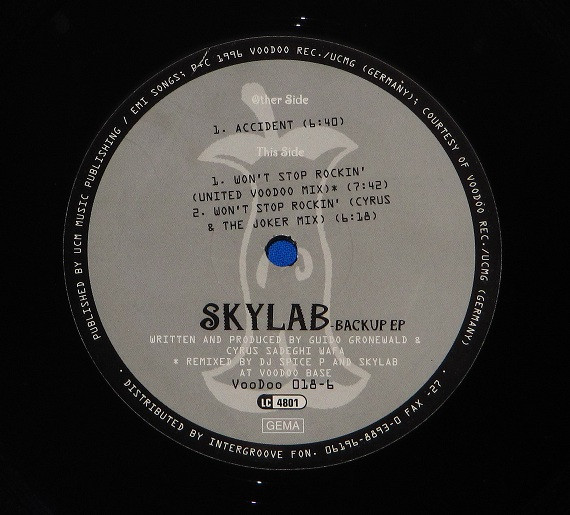 PUBLISHED BY UCM MUSIC PUBLISHING / EMI SONGS; P+C 1996 VOODOO REC./UCMG (GERMANY); COURTESY OF VOODOO REC./UCMG (GERMANY)
Other Side
1. ACCIDENT (6:40)
This Side
1. WON'T STOP ROCKIN'
(UNITED VOODOO MIX)* (7:42)
2. WON'T STOP ROCKIN' (CYRUS
& THE JOKER MIX) (6:18)
SKYLAB-BACKUP EP
WRITTEN AND PRODUCED BY GUIDO GRONEWALD &
CYRUS SADEGHI WAFA
* REMIXED BY DJ SPICE P AND SKYLAB
AT VOODOO BASE
VooDoo 018-6
LC 4801
GEMA
· DISTRIBUTED BY INTERGROOVE FON. 06196-8893-0 FAX -27 ·